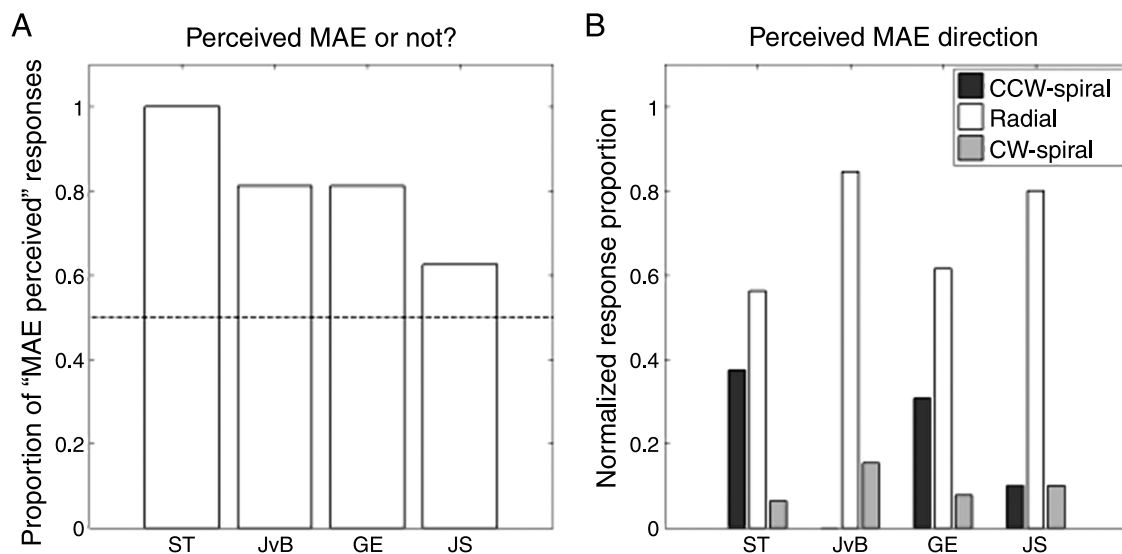 A
Perceived MAE or not?
Proportion of “MAE perceived” responses
1
0.8
0.6
0.4
0.2
0
ST JvB GE JS
B
Perceived MAE direction
CCW-spiral
Radial
CW-spiral
Normalized response proportion
1
0.8
0.6
0.4
0.2
0
ST JvB GE JS